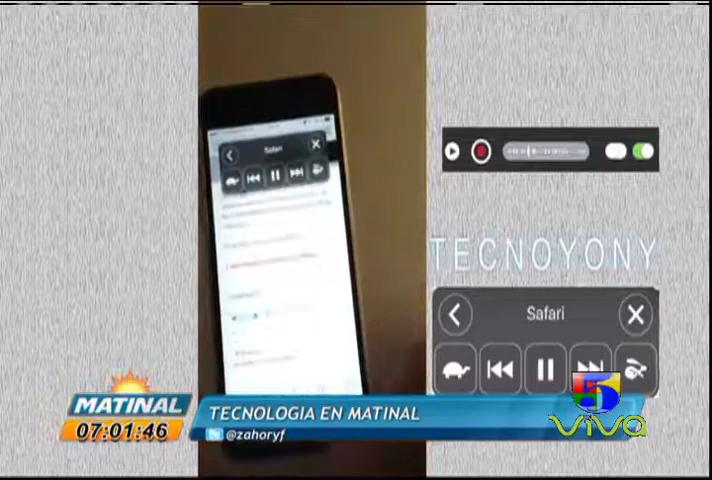 Safari
TECNOYONY
Safari
MATINAL
07:01:46
TECNOLOGIA EN MATINAL
@zahoryf
5
viva